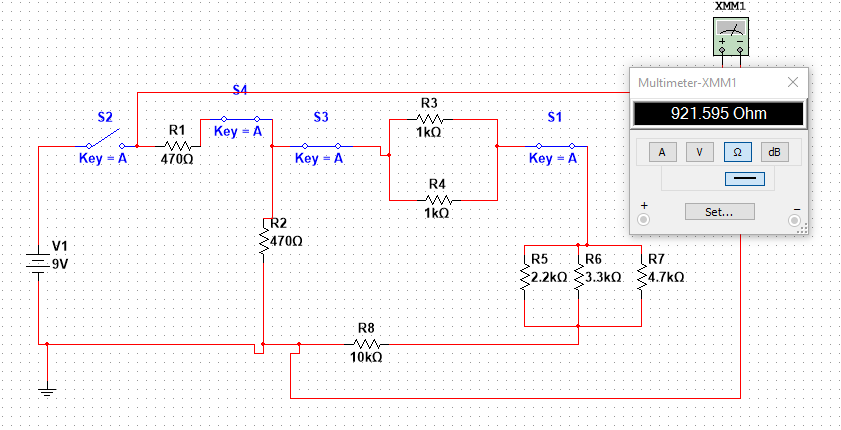 XMM1
Multimeter-XMM1
921.595 Ohm
A V Ω dB
+ –
Set...
S4
Key = A
S2
Key = A
R1
470Ω
S3
Key = A
R3
1kΩ
S1
Key = A
R4
1kΩ
R2
470Ω
V1
9V
R5
2.2kΩ
R6
3.3kΩ
R7
4.7kΩ
R8
10kΩ